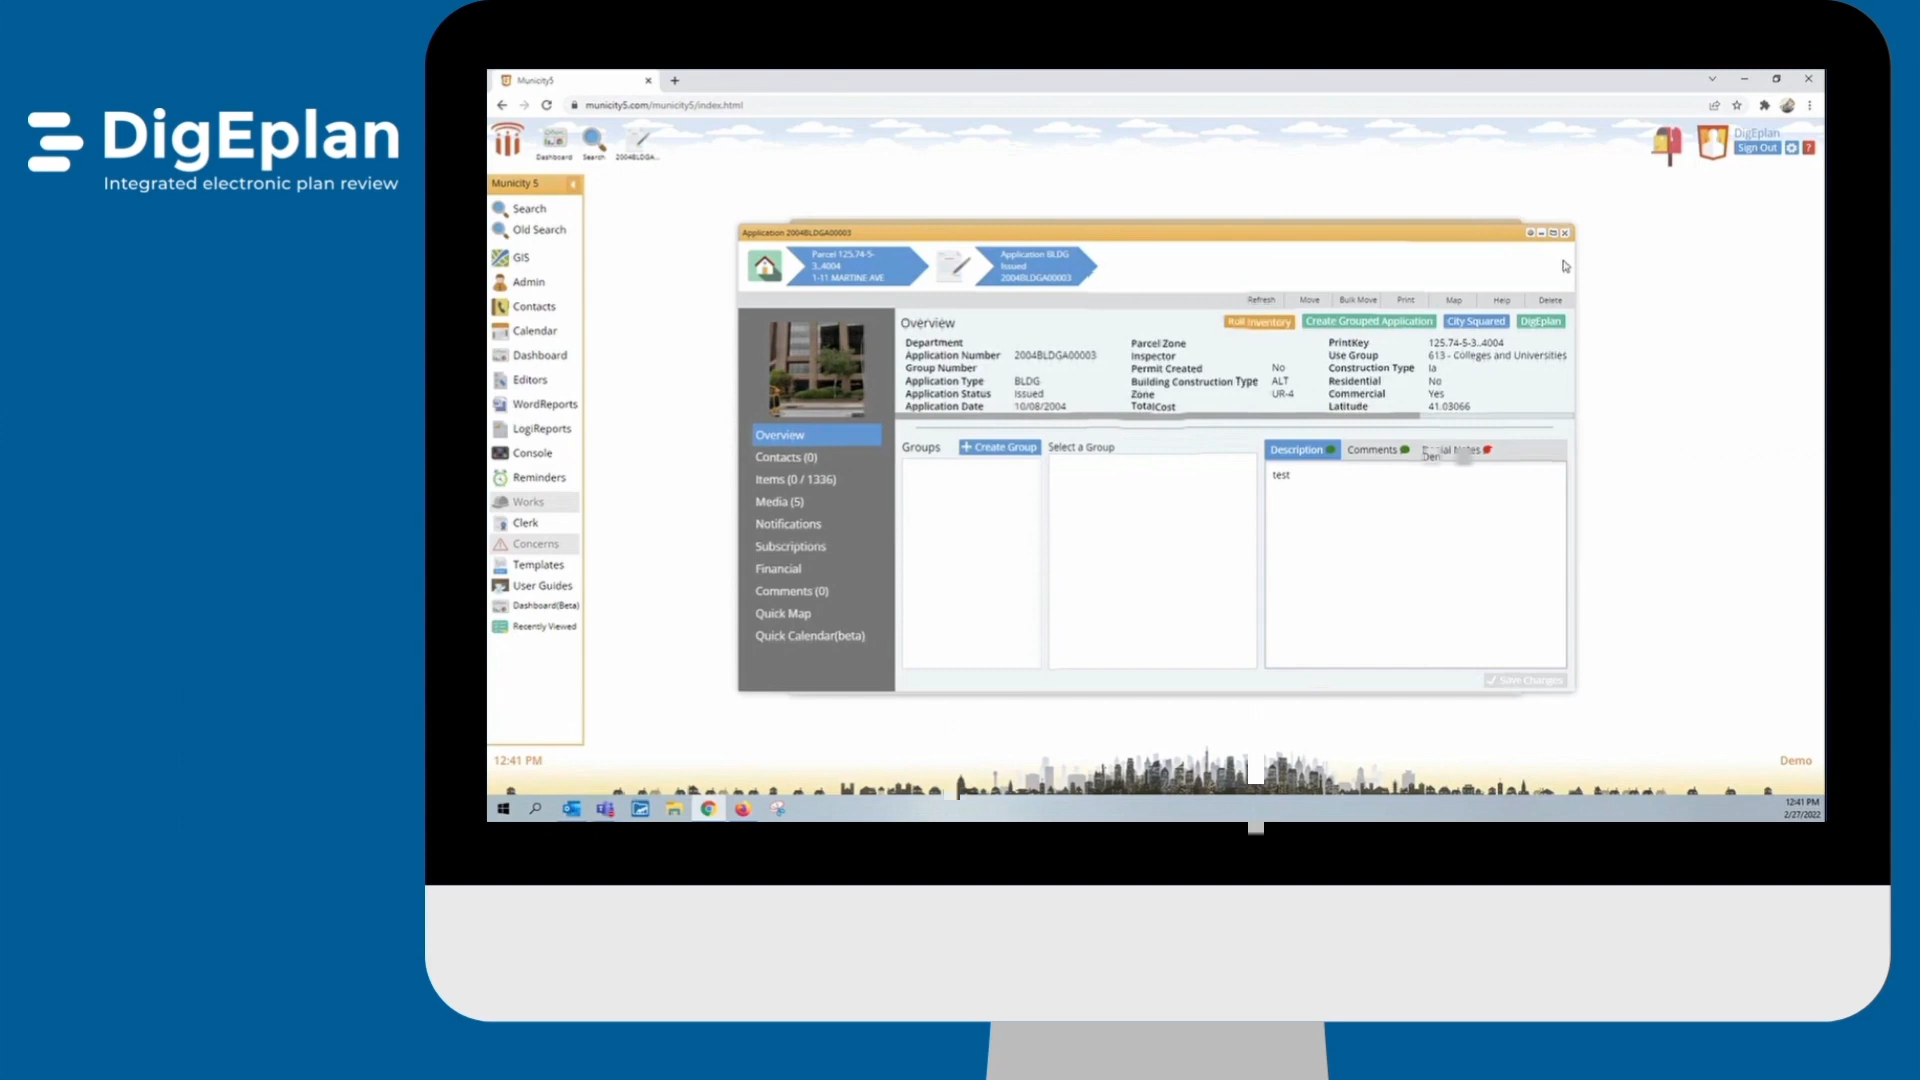 DigEplan
Integrated electronic plan review
Municity5
municity5.com/municity5/index.html
Dashboard
Search
2004BLDGA...
DigEplan
Sign Out
Municity 5
Search
Old Search
GIS
Admin
Contacts
Calendar
Dashboard
Editors
WordReports
LogiReports
Console
Reminders
Works
Clerk
Concerns
Templates
User Guides
Dashboard(Beta)
Recently Viewed
Application 2004BLDGA00003
Parcel 125.74-5-
3..4004
1-11 MARTINE AVE
Application BLDG
Issued
2004BLDGA00003
Refresh Move Bulk Move Print Map Help Delete
Overview
Roll Inventory Create Grouped Application City Squared DigEplan
Department
Application Number 2004BLDGA00003
Group Number
Application Type BLDG
Application Status Issued
Application Date 10/08/2004
Parcel Zone
Inspector
Permit Created No
Building Construction Type ALT
Zone UR-4
TotalCost
PrintKey 125.74-5-3..4004
Use Group 613 - Colleges and Universities
Construction Type Ia
Residential No
Commercial Yes
Latitude 41.03066
Overview
Contacts (0)
Items (0 / 1336)
Media (5)
Notifications
Subscriptions
Financial
Comments (0)
Quick Map
Quick Calendar(beta)
Groups
+ Create Group
Select a Group
Description Comments
test
Save Changes
12:41 PM
Demo
12:41 PM
2/27/2022